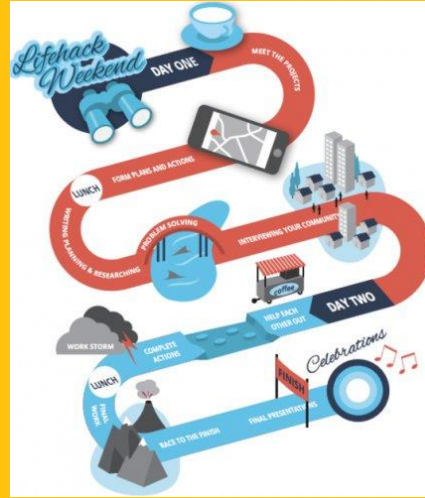 Lifehack
Weekend
DAY ONE
MEET THE PROJECTS
FORM PLANS AND ACTIONS
LUNCH
WRITING PLANNING & RESEARCHING
PROBLEM SOLVING
INTERVIEWING YOUR COMMUNITY
DAY TWO
coffee
HELP EACH
OTHER OUT
WORK STORM
COMPLETE
ACTIONS
LUNCH
FINAL
WORK
RACE TO THE FINISH
FINAL PRESENTATIONS
FINISH
Celebrations